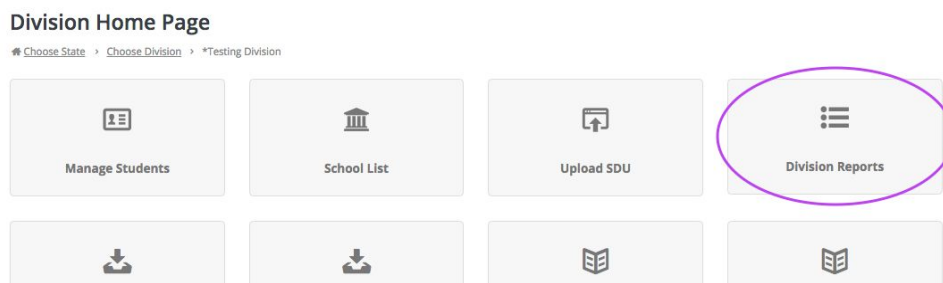 Division Home Page
Choose State > Choose Division > *Testing Division
Manage Students
School List
Upload SDU
Division Reports